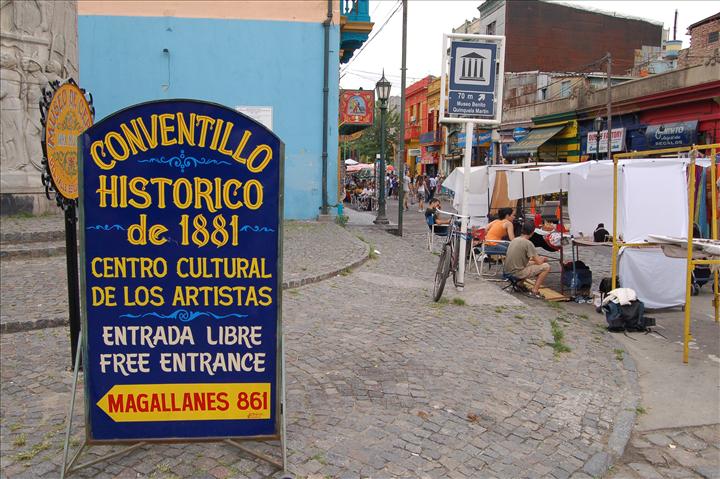 CONVENTILLO
HISTORICO
de 1881
CENTRO CULTURAL
DE LOS ARTISTAS
ENTRADA LIBRE
FREE ENTRANCE
MAGALLANES 861
70 m
Museo Benito
Quinquela Martín
REGALOS